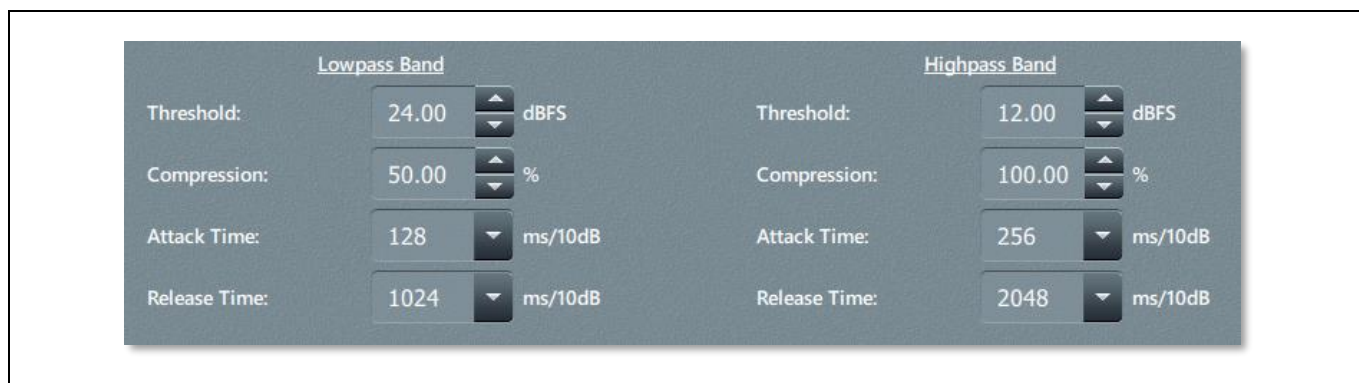 Lowpass Band Highpass Band
Threshold: 24.00 dBFS Threshold: 12.00 dBFS
Compression: 50.00 % Compression: 100.00 %
Attack Time: 128 ms/10dB Attack Time: 256 ms/10dB
Release Time: 1024 ms/10dB Release Time: 2048 ms/10dB